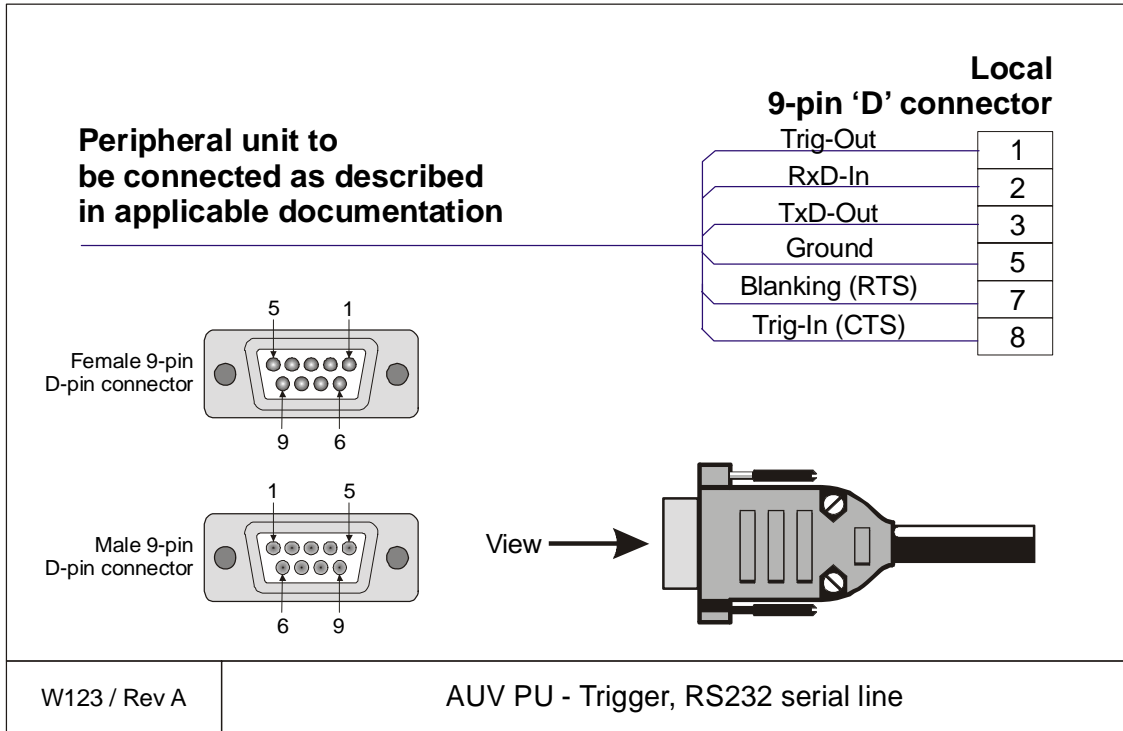 Local
9-pin ‘D’ connector
Peripheral unit to
be connected as described
in applicable documentation
Trig-Out 1
RxD-In 2
TxD-Out 3
Ground 5
Blanking (RTS) 7
Trig-In (CTS) 8
5 1
Female 9-pin
D-pin connector
9 6
1 5
Male 9-pin
D-pin connector
6 9
View
W123 / Rev A
AUV PU - Trigger, RS232 serial line